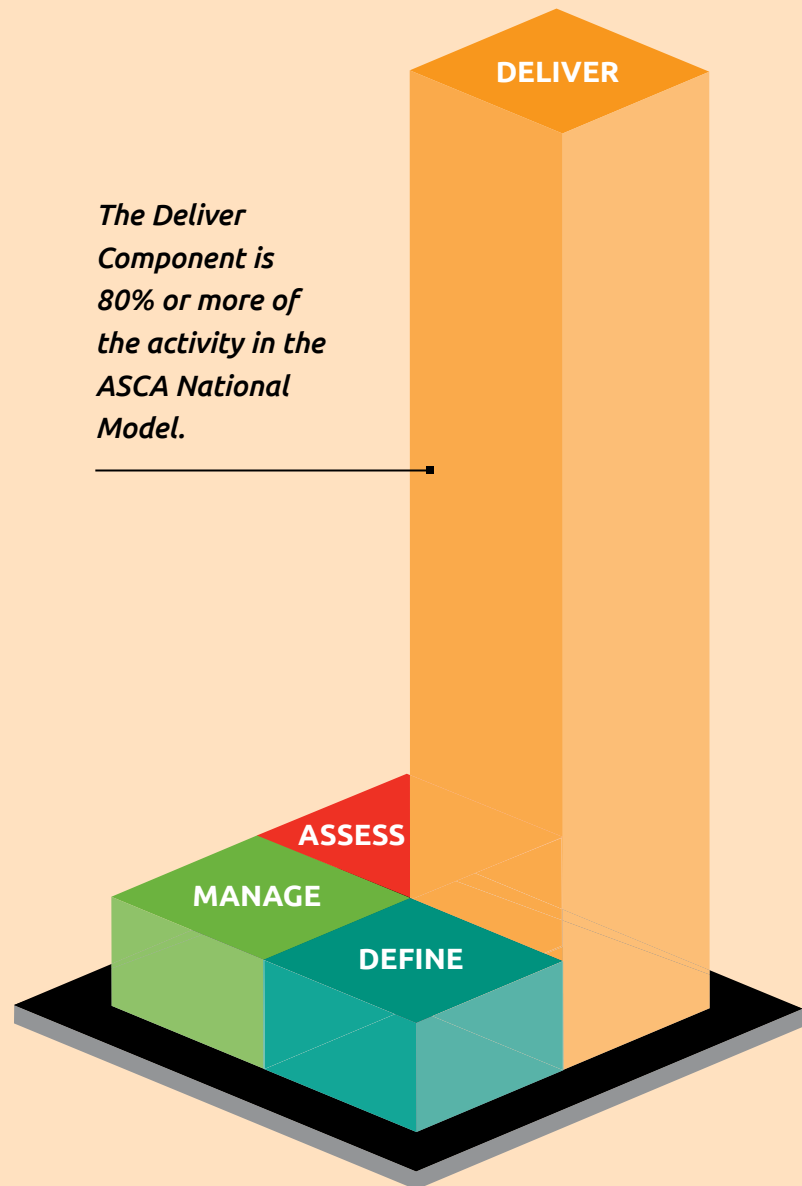 DELIVER
The Deliver
Component is
80% or more of
the activity in the
ASCA National
Model.
ASSESS
MANAGE
DEFINE